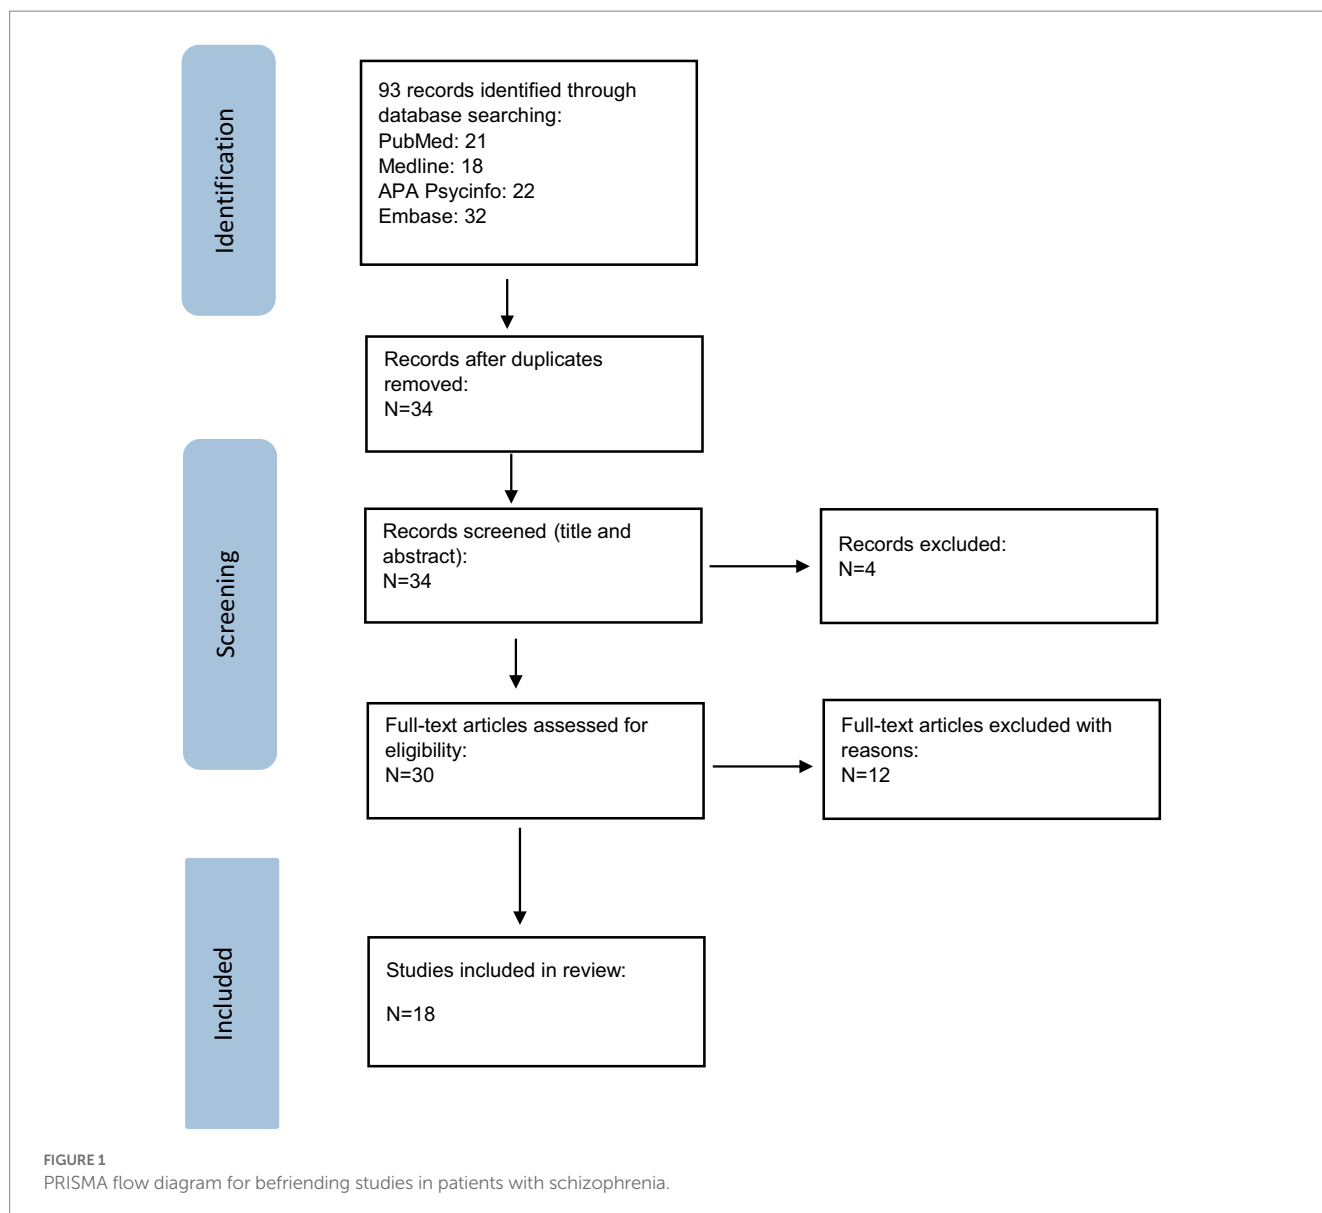 Identification
93 records identified through
database searching:
PubMed: 21
Medline: 18
APA Psycinfo: 22
Embase: 32
Records after duplicates
removed:
N=34
Screening
Records screened (title and
abstract):
N=34
Records excluded:
N=4
Full-text articles assessed for
eligibility:
N=30
Full-text articles excluded with
reasons:
N=12
Included
Studies included in review:
N=18
FIGURE 1
PRISMA flow diagram for befriending studies in patients with schizophrenia.